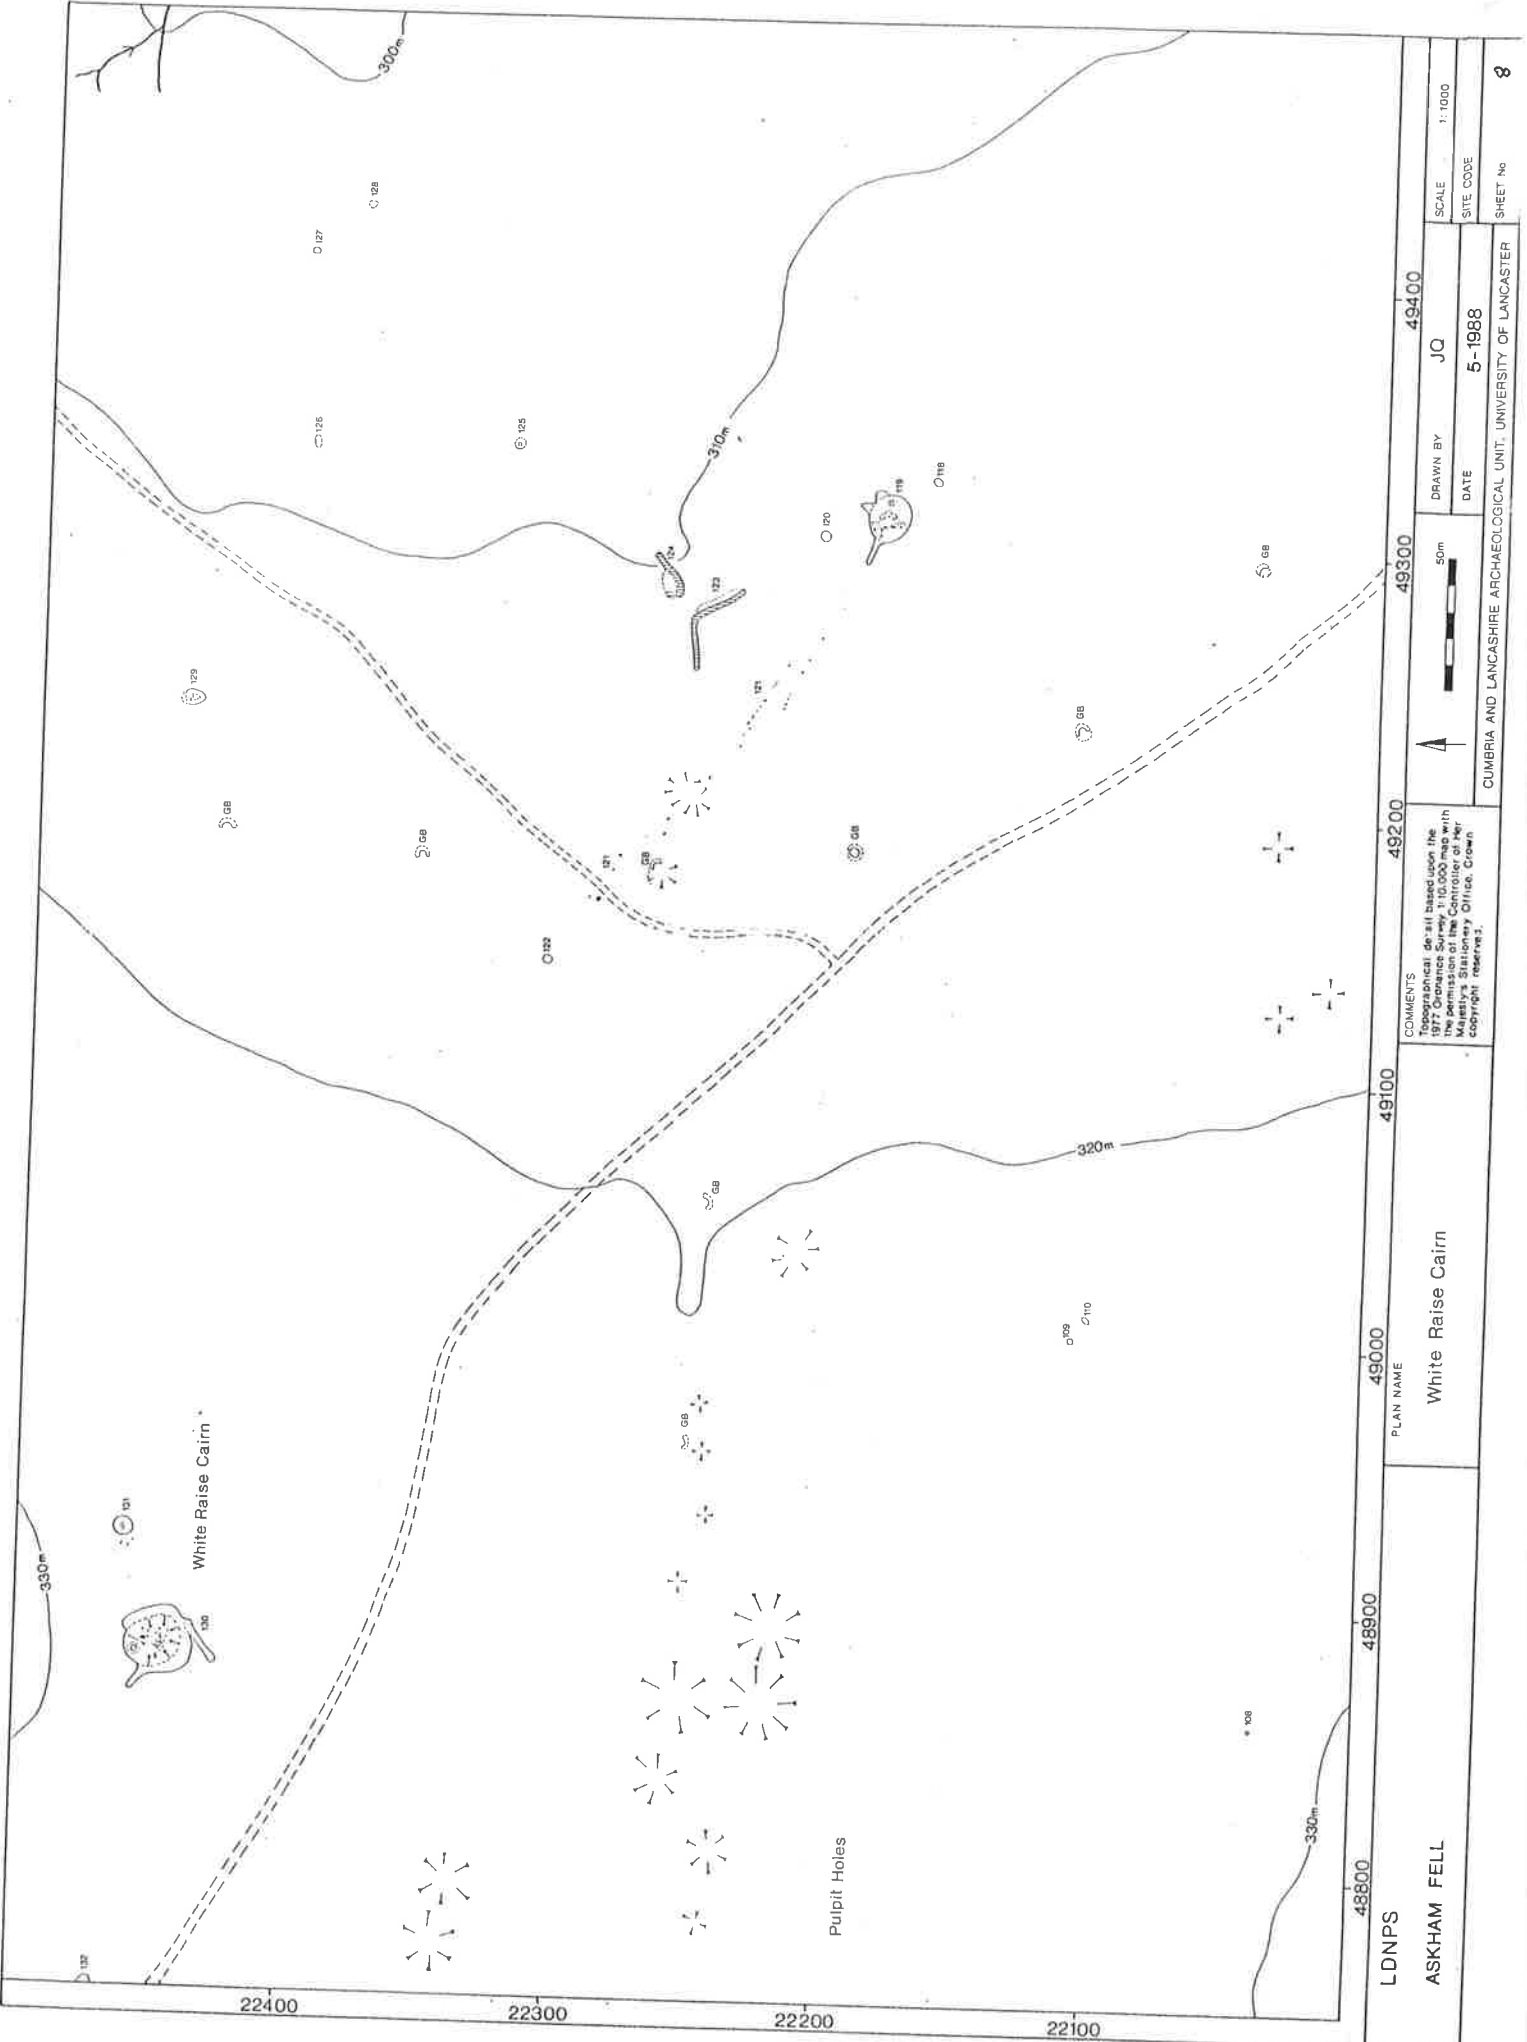 300m
128
127
126
125
310m
124
123
120
119
118
129
GB
GB
121
121
GB
GB
GB
GB
122
GB
320m
109
110
GB
330m
131
White Raise Cairn
130
108
330m
Pulpit Holes
132
22400
22300
22200
22100
48800
48900
49000
49100
49200
49300
49400
LDNPS
ASKHAM FELL
PLAN NAME
White Raise Cairn
COMMENTS
Topographical detail based upon the
1977 Ordnance Survey 1:10,000 map with
the permission of the Controller of Her
Majesty's Stationery Office, Crown
copyright reserved.
50m
DRAWN BY JQ
DATE 5-1988
SCALE 1:1000
SITE CODE
CUMBRIA AND LANCASHIRE ARCHAEOLOGICAL UNIT, UNIVERSITY OF LANCASTER
SHEET No 8